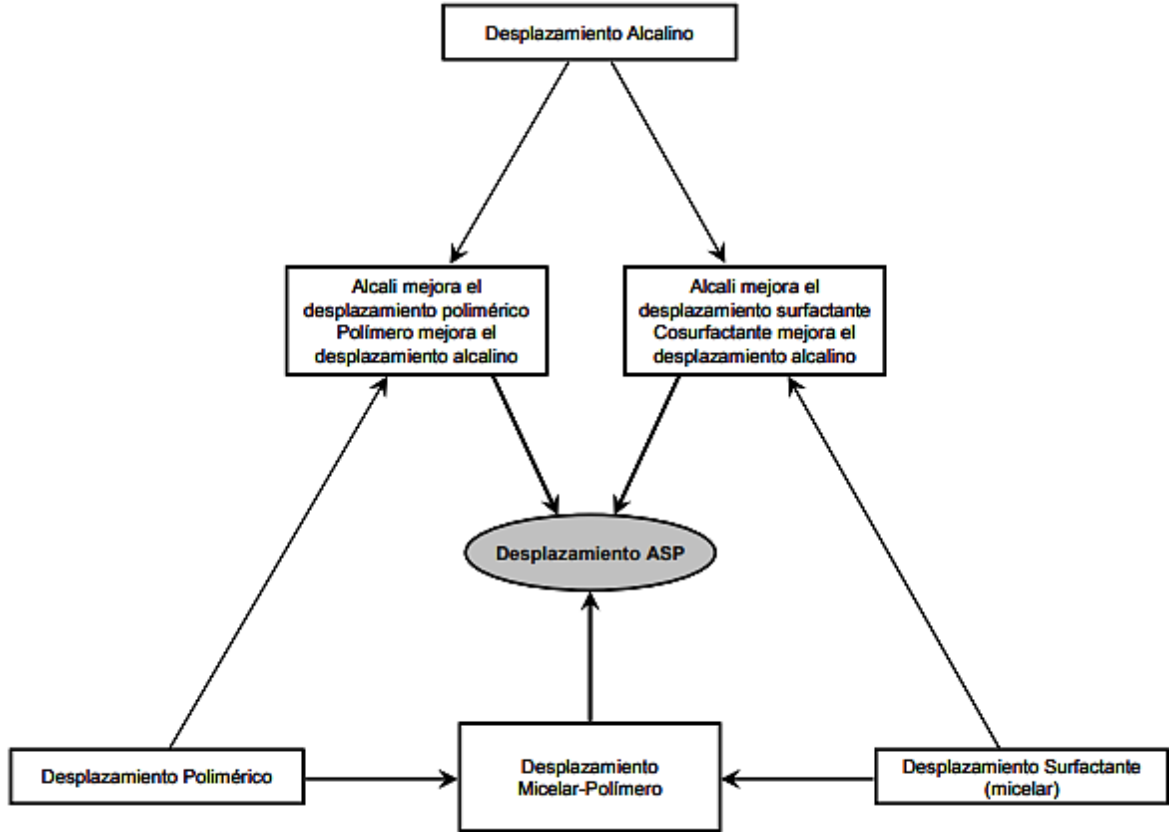 Desplazamiento Alcalino
Alcali mejora el
desplazamiento polimérico
Polímero mejora el
desplazamiento alcalino
Alcali mejora el
desplazamiento surfactante
Cosurfactante mejora el
desplazamiento alcalino
Desplazamiento ASP
Desplazamiento Polimérico
Desplazamiento
Micelar-Polímero
Desplazamiento Surfactante
(micelar)